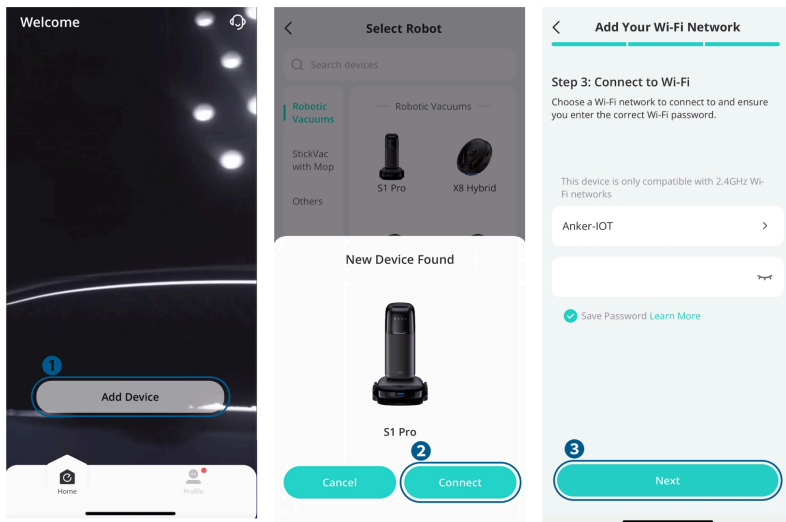 Welcome
1
Add Device
Home
Profile
Select Robot
Search devices
Robotic
Vacuums
StickVac
with Mop
Others
Robotic Vacuums
S1 Pro
X8 Hybrid
New Device Found
S1 Pro
2
Cancel
Connect
Add Your Wi-Fi Network
Step 3: Connect to Wi-Fi
Choose a Wi-Fi network to connect to and ensure
you enter the correct Wi-Fi password.
This device is only compatible with 2.4GHz Wi-
Fi networks
Anker-IOT
Save Password Learn More
3
Next